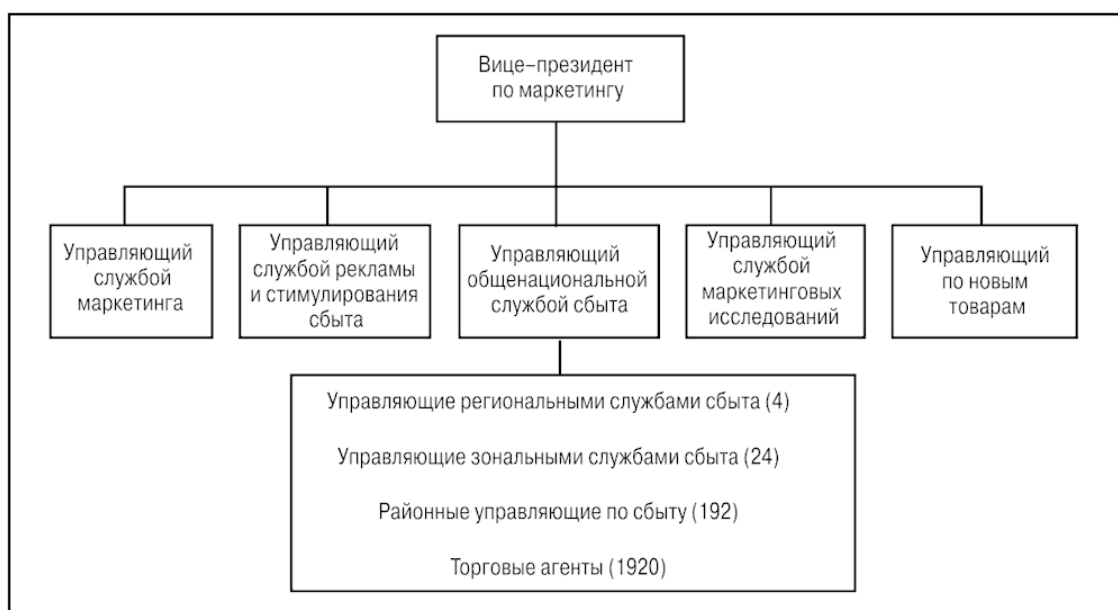 Вице–президент
по маркетингу
Управляющий
службой
маркетинга
Управляющий
службой рекламы
и стимулирования
сбыта
Управляющий
общенациональной
службой сбыта
Управляющий
службой
маркетинговых
исследований
Управляющий
по новым
товарам
Управляющие региональными службами сбыта (4)
Управляющие зональными службами сбыта (24)
Районные управляющие по сбыту (192)
Торговые агенты (1920)